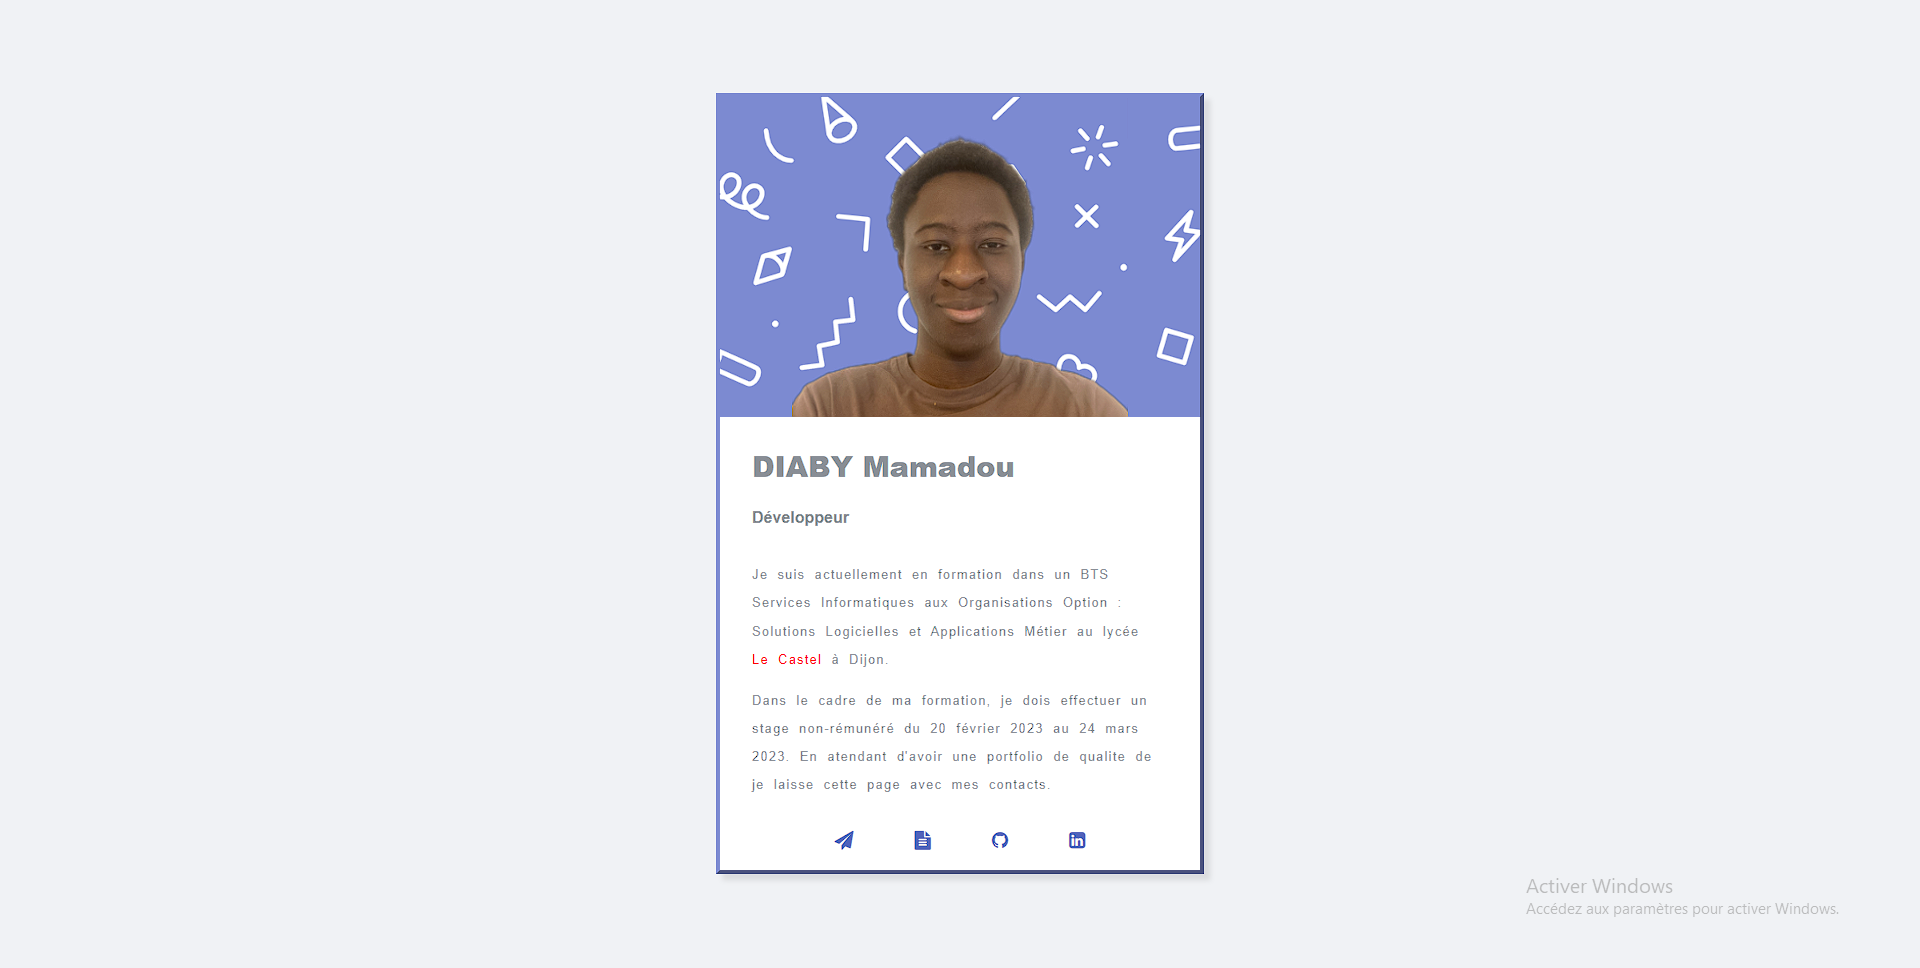 DIABY Mamadou
Développeur
Je suis actuellement en formation dans un BTS
Services Informatiques aux Organisations Option :
Solutions Logicielles et Applications Métier au lycée
Le Castel à Dijon.
Dans le cadre de ma formation, je dois effectuer un
stage non-rémunéré du 20 février 2023 au 24 mars
2023. En atendant d'avoir une portfolio de qualite de
je laisse cette page avec mes contacts.
in
Activer Windows
Accédez aux paramètres pour activer Windows.